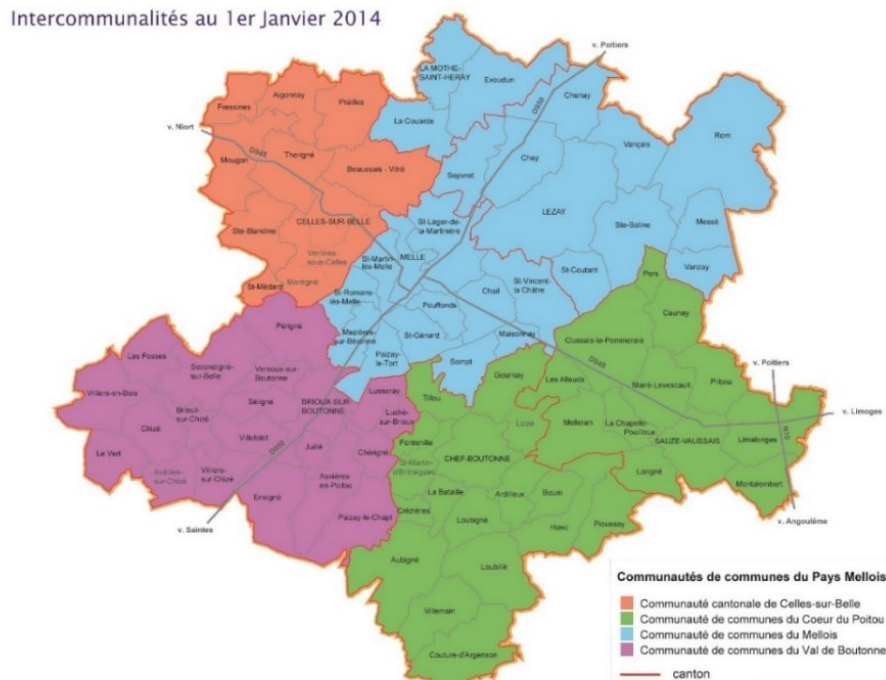 Intercommunalités au 1er Janvier 2014
v. Poitiers
LA MOTHE-
SAINT-HERAY
Exoudun
Chenay
D950
Aigonnay
Prailles
Fressines
La Couarde
Rom
v. Niort
D948
Thorigné
Vançais
Mougon
Chey
Beaussais - Vitré
Sepvret
LEZAY
Messé
Ste-Blandine
CELLES-SUR-BELLE
St-Léger-de-
la-Martinière
Ste-Soline
Verrines-
sous-Celles
St-Martin-
lès-Melle
MELLE
Vanzay
St-Médard
Montigné
St-Romans
lès-Melle
Chail
St-Vincent-
la Châtre
St-Coutant
Pers
Pouffonds
Caunay
Périgné
Mazières-
sur-Béronne
St-Génard
Maisonnay
Clussais-la-Pommeraie
Les Fosses
Secondigné-
sur-Belle
Vernoux-sur-
Boutonne
Paizay-
le-Tort
Sompt
D948
v. Poitiers
Gournay
Les Alleuds
Mairé-Levescault
Plibou
Villiers-en-Bois
Séligné
BRIOUX-SUR-
BOUTONNE
Lusseray
Tillou
Brieuil-
sur-Chizé
Luché-
sur-Brioux
Loizé
Melleran
La Chapelle-
Pouilloux
v. Limoges
Chizé
N10
Villefollet
Juillé
Fontenille
SAUZE-VAUSSAIS
Limalonges
Le Vert
D950
Chérigné
CHEF-BOUTONNE
St-Martin-
d'Entraigues
Availles-
sur-Chizé
Villiers-
sur-Chizé
Asnières-
en-Poitou
Lorigné
Montalembert
Ensigné
La Bataille
Ardilleux
Bouin
v. Saintes
Paizay-le-Chapt
Crézières
Loubigné
Hanc
Pioussay
v. Angoulême
Aubigné
Loubillé
Villemain
Couture-d'Argenson
Communautés de communes du Pays Mellois
Communauté cantonale de Celles-sur-Belle
Communauté de communes du Coeur du Poitou
Communauté de communes du Mellois
Communauté de communes du Val de Boutonne
canton